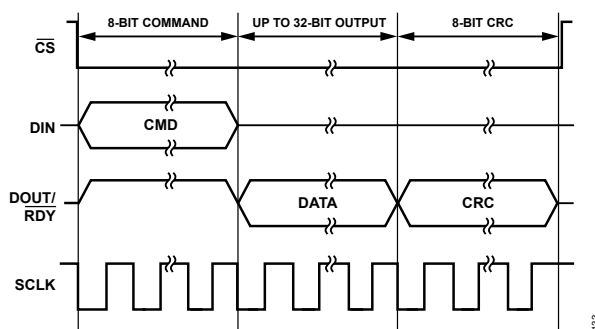 8-BIT COMMAND
UP TO 32-BIT OUTPUT
8-BIT CRC
CS
DIN
CMD
DOUT/
RDY
DATA
CRC
SCLK